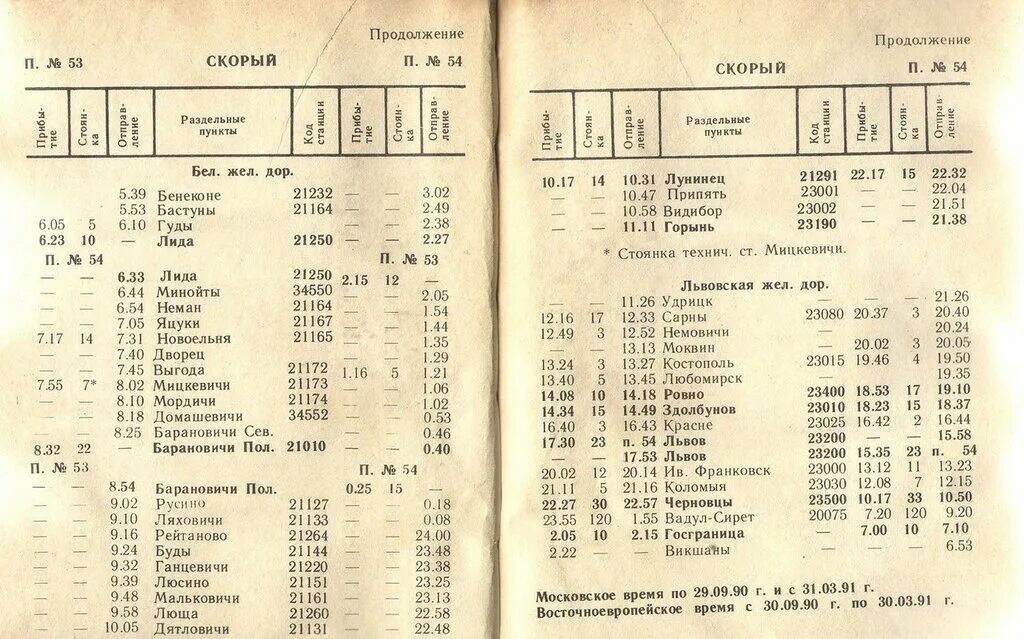 Продолжение
П. № 53 СКОРЫЙ П. № 54
Прибытие Стоянка Отправление Раздельные пункты Код станции Прибытие Стоянка Отправление
Бел. жел. дор.
5.39 Бенеконе 21232 — — 3.02
5.53 Бастуны 21164 — — 2.49
6.05 5 6.10 Гуды — — 2.38
6.23 10 — Лида 21250 — — 2.27
П. № 54 П. № 53
— — 6.33 Лида 21250 2.15 12 —
— — 6.44 Минойты 34550 — — 2.05
— — 6.54 Неман 21164 — — 1.54
— — 7.05 Яцуки 21167 — — 1.44
7.17 14 7.31 Новоельня 21165 — — 1.35
— — 7.40 Дворец — — 1.29
— — 7.45 Выгода 21172 1.16 5 1.21
7.55 7* 8.02 Мицкевичи 21173 — — 1.06
— — 8.10 Мордичи 21174 — — 1.02
— — 8.18 Домашевичи 34552 — — 0.53
— — 8.25 Барановичи Сев. — — 0.46
8.32 22 — Барановичи Пол. 21010 — — 0.40
П. № 53 П. № 54
— — 8.54 Барановичи Пол. 0.25 15 —
— — 9.02 Русино 21127 — — 0.18
— — 9.10 Ляховичи 21133 — — 0.08
— — 9.16 Рейтаново 21264 — — 24.00
— — 9.24 Буды 21144 — — 23.48
— — 9.32 Ганцевичи 21220 — — 23.38
— — 9.39 Люсино 21151 — — 23.25
— — 9.48 Мальковичи 21161 — — 23.13
— — 9.58 Люща 21260 — — 22.58
— — 10.05 Дятловичи 21131 — — 22.48
Продолжение
СКОРЫЙ П. № 54
Прибытие Стоянка Отправление Раздельные пункты Код станции Прибытие Стоянка Отправление
10.17 14 10.31 Лунинец 21291 22.17 15 22.32
— — 10.47 Припять 23001 — — 22.04
— — 10.58 Видибор 23002 — — 21.51
— — 11.11 Горынь 23190 — — 21.38
* Стоянка технич. ст. Мицкевичи.
Львовская жел. дор.
— — 11.26 Удрицк — — 21.26
12.16 17 12.33 Сарны 23080 20.37 3 20.40
12.49 3 12.52 Немовичи — — 20.24
— — 13.13 Моквин 20.02 3 20.05
13.24 3 13.27 Костополь 23015 19.46 4 19.50
13.40 5 13.45 Любомирск — — 19.35
14.08 10 14.18 Ровно 23400 18.53 17 19.10
14.34 15 14.49 Здолбунов 23010 18.23 15 18.37
16.40 3 16.43 Красне 23025 16.42 2 16.44
17.30 23 п. 54 Львов 23200 — — 15.58
— — 17.53 Львов 23200 15.35 23 п. 54
20.02 12 20.14 Ив. Франковск 23000 13.12 11 13.23
21.11 5 21.16 Коломыя 23030 12.08 7 12.15
22.27 30 22.57 Черновцы 23500 10.17 33 10.50
23.55 120 1.55 Вадул-Сирет 20075 7.20 120 9.20
2.05 10 2.15 Госграница 7.00 10 7.10
2.22 — — Викшаны — — 6.53
Московское время по 29.09.90 г. и с 31.03.91 г.
Восточноевропейское время с 30.09.90 г. по 30.03.91 г.